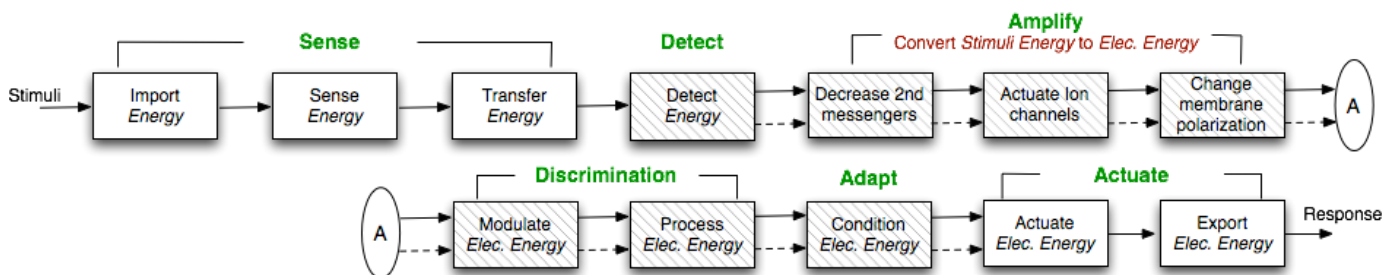 Sense
Detect
Amplify
Convert Stimuli Energy to Elec. Energy
Stimuli
Import
Energy
Sense
Energy
Transfer
Energy
Detect
Energy
Decrease 2nd
messengers
Actuate Ion
channels
Change
membrane
polarization
A
Discrimination
Adapt
Actuate
A
Modulate
Elec. Energy
Process
Elec. Energy
Condition
Elec. Energy
Actuate
Elec. Energy
Export
Elec. Energy
Response